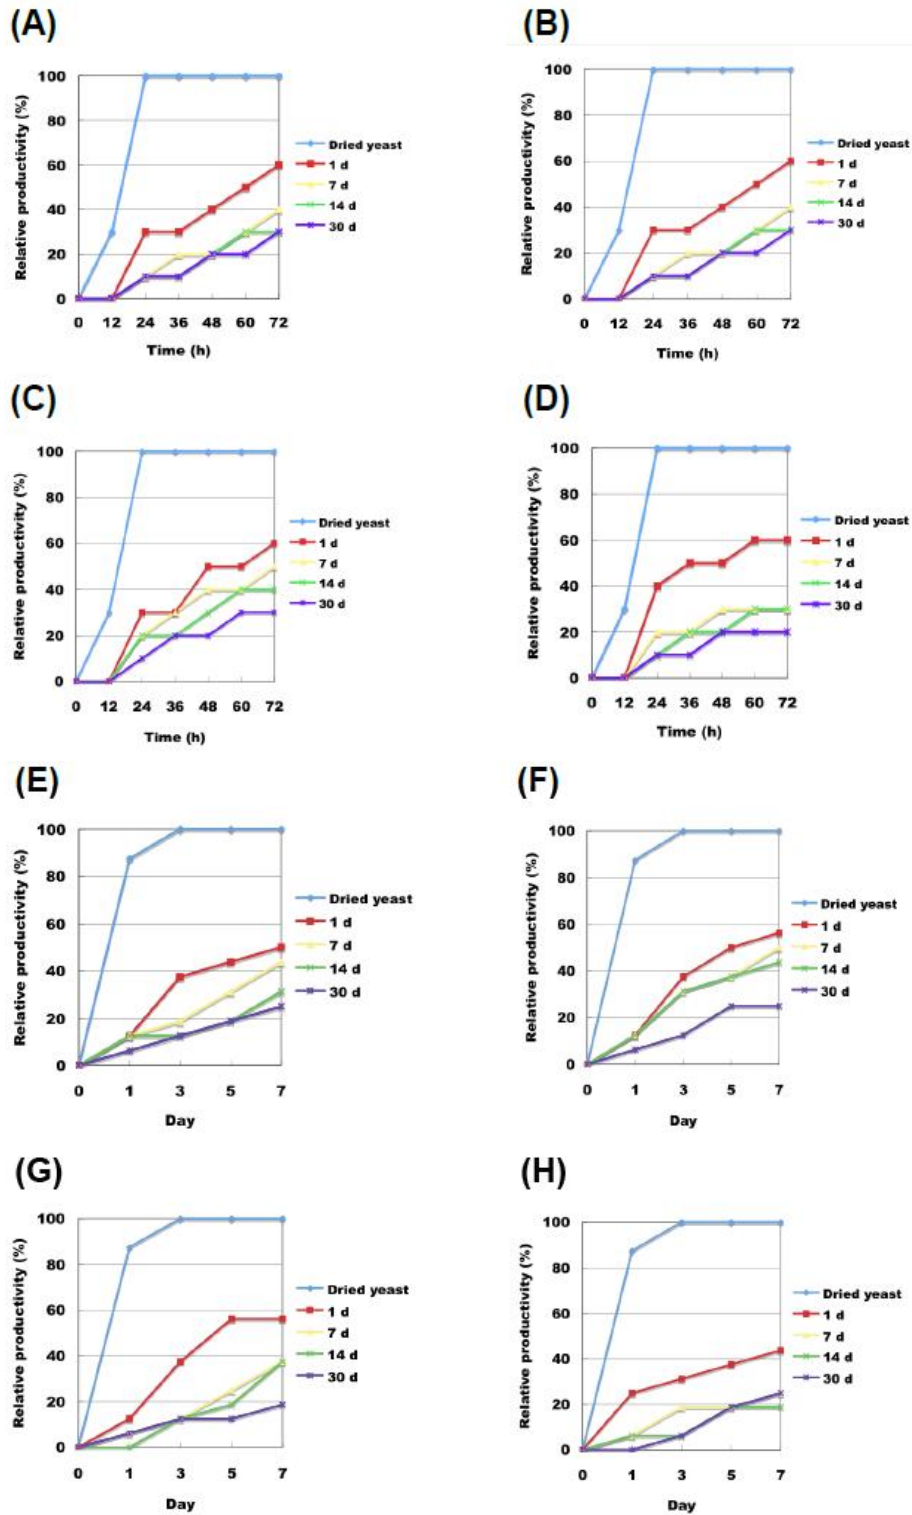 (A)
Relative productivity (%)
100
80
60
40
20
0
0 12 24 36 48 60 72
Time (h)
Dried yeast
1 d
7 d
14 d
30 d
(B)
Relative productivity (%)
100
80
60
40
20
0
0 12 24 36 48 60 72
Time (h)
Dried yeast
1 d
7 d
14 d
30 d
(C)
Relative productivity (%)
100
80
60
40
20
0
0 12 24 36 48 60 72
Time (h)
Dried yeast
1 d
7 d
14 d
30 d
(D)
Relative productivity (%)
100
80
60
40
20
0
0 12 24 36 48 60 72
Time (h)
Dried yeast
1 d
7 d
14 d
30 d
(E)
Relative productivity (%)
100
80
60
40
20
0
0 1 3 5 7
Day
Dried yeast
1 d
7 d
14 d
30 d
(F)
Relative productivity (%)
100
80
60
40
20
0
0 1 3 5 7
Day
Dried yeast
1 d
7 d
14 d
30 d
(G)
Relative productivity (%)
100
80
60
40
20
0
0 1 3 5 7
Day
Dried yeast
1 d
7 d
14 d
30 d
(H)
Relative productivity (%)
100
80
60
40
20
0
0 1 3 5 7
Day
Dried yeast
1 d
7 d
14 d
30 d